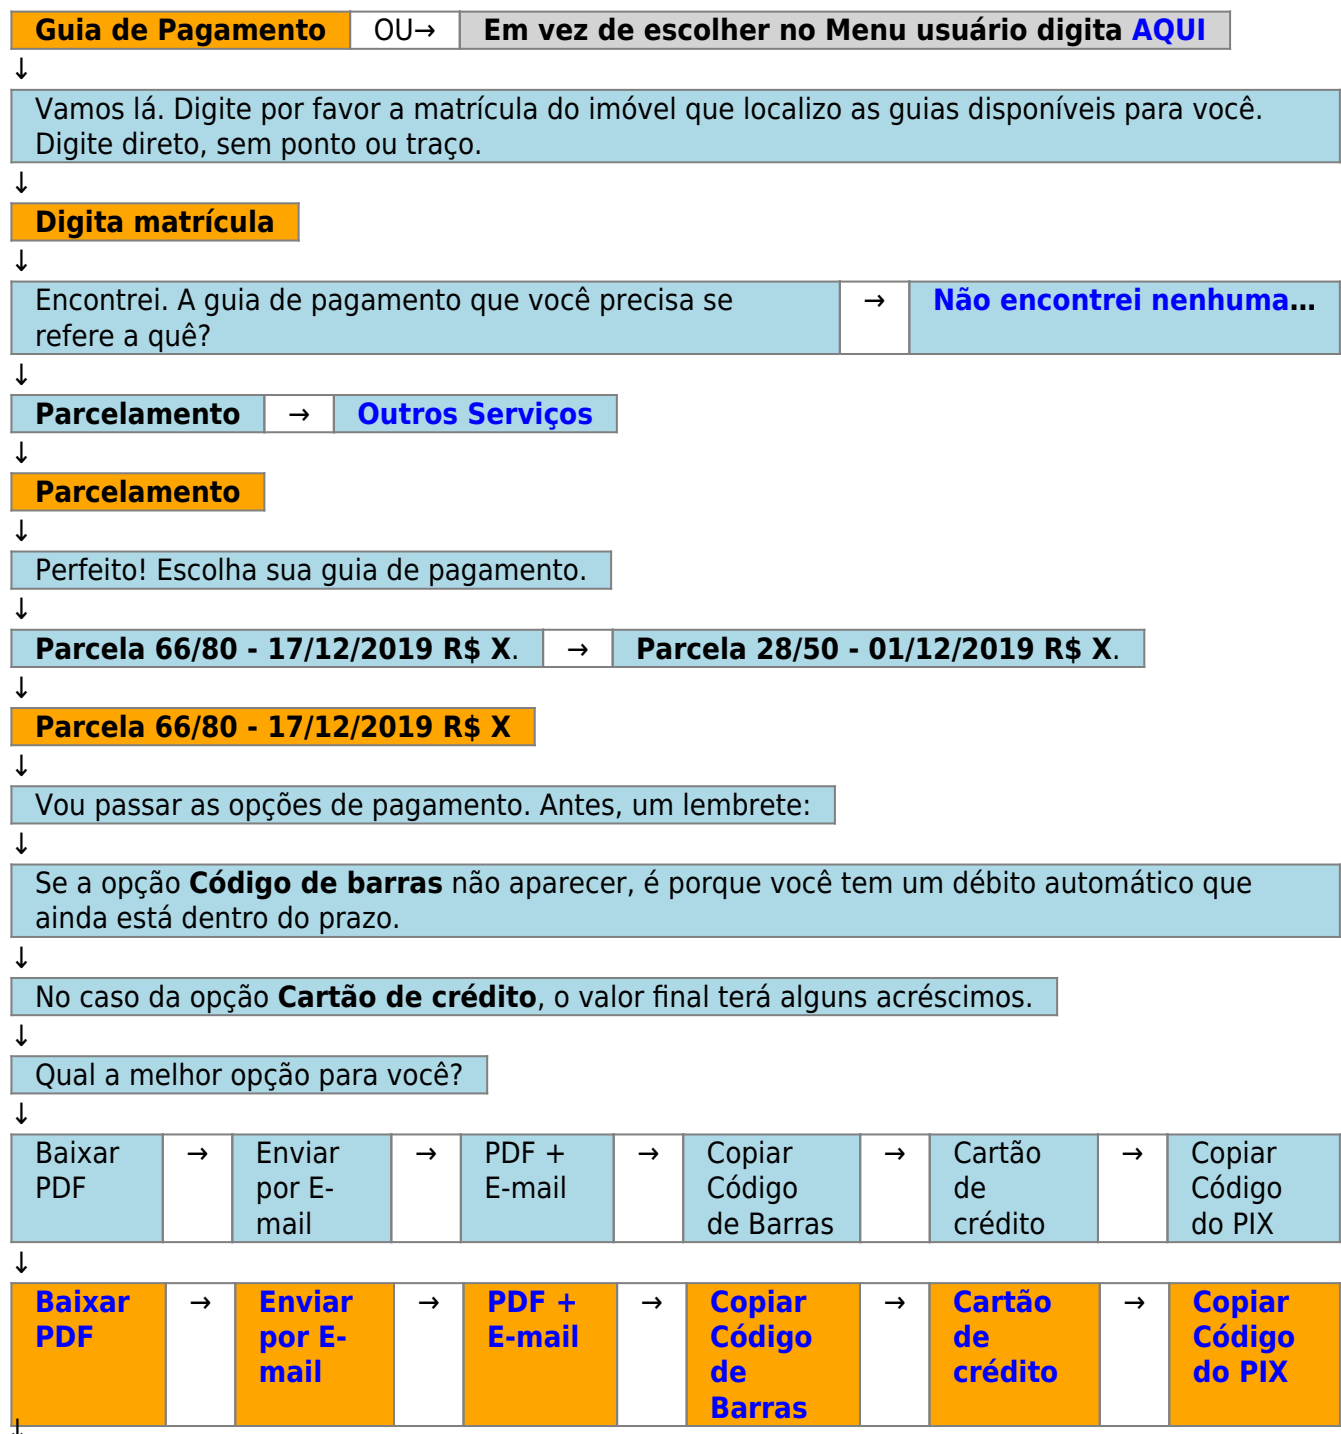 Guia de Pagamento OU→ Em vez de escolher no Menu usuário digita AQUI
↓
Vamos lá. Digite por favor a matrícula do imóvel que localizo as guias disponíveis para você.
Digite direto, sem ponto ou traço.
↓
Digita matrícula
↓
Encontrei. A guia de pagamento que você precisa se
refere a quê?
→
Não encontrei nenhuma...
↓
Parcelamento → Outros Serviços
↓
Parcelamento
↓
Perfeito! Escolha sua guia de pagamento.
↓
Parcela 66/80 - 17/12/2019 R$ X. → Parcela 28/50 - 01/12/2019 R$ X.
↓
Parcela 66/80 - 17/12/2019 R$ X
↓
Vou passar as opções de pagamento. Antes, um lembrete:
↓
Se a opção Código de barras não aparecer, é porque você tem um débito automático que
ainda está dentro do prazo.
↓
No caso da opção Cartão de crédito, o valor final terá alguns acréscimos.
↓
Qual a melhor opção para você?
↓
Baixar
PDF
→
Enviar
por E-
mail
→
PDF +
E-mail
→
Copiar
Código
de Barras
→
Cartão
de
crédito
→
Copiar
Código
do PIX
↓
Baixar
PDF
→
Enviar
por E-
mail
→
PDF +
E-mail
→
Copiar
Código
de
Barras
→
Cartão
de
crédito
→
Copiar
Código
do PIX
↓